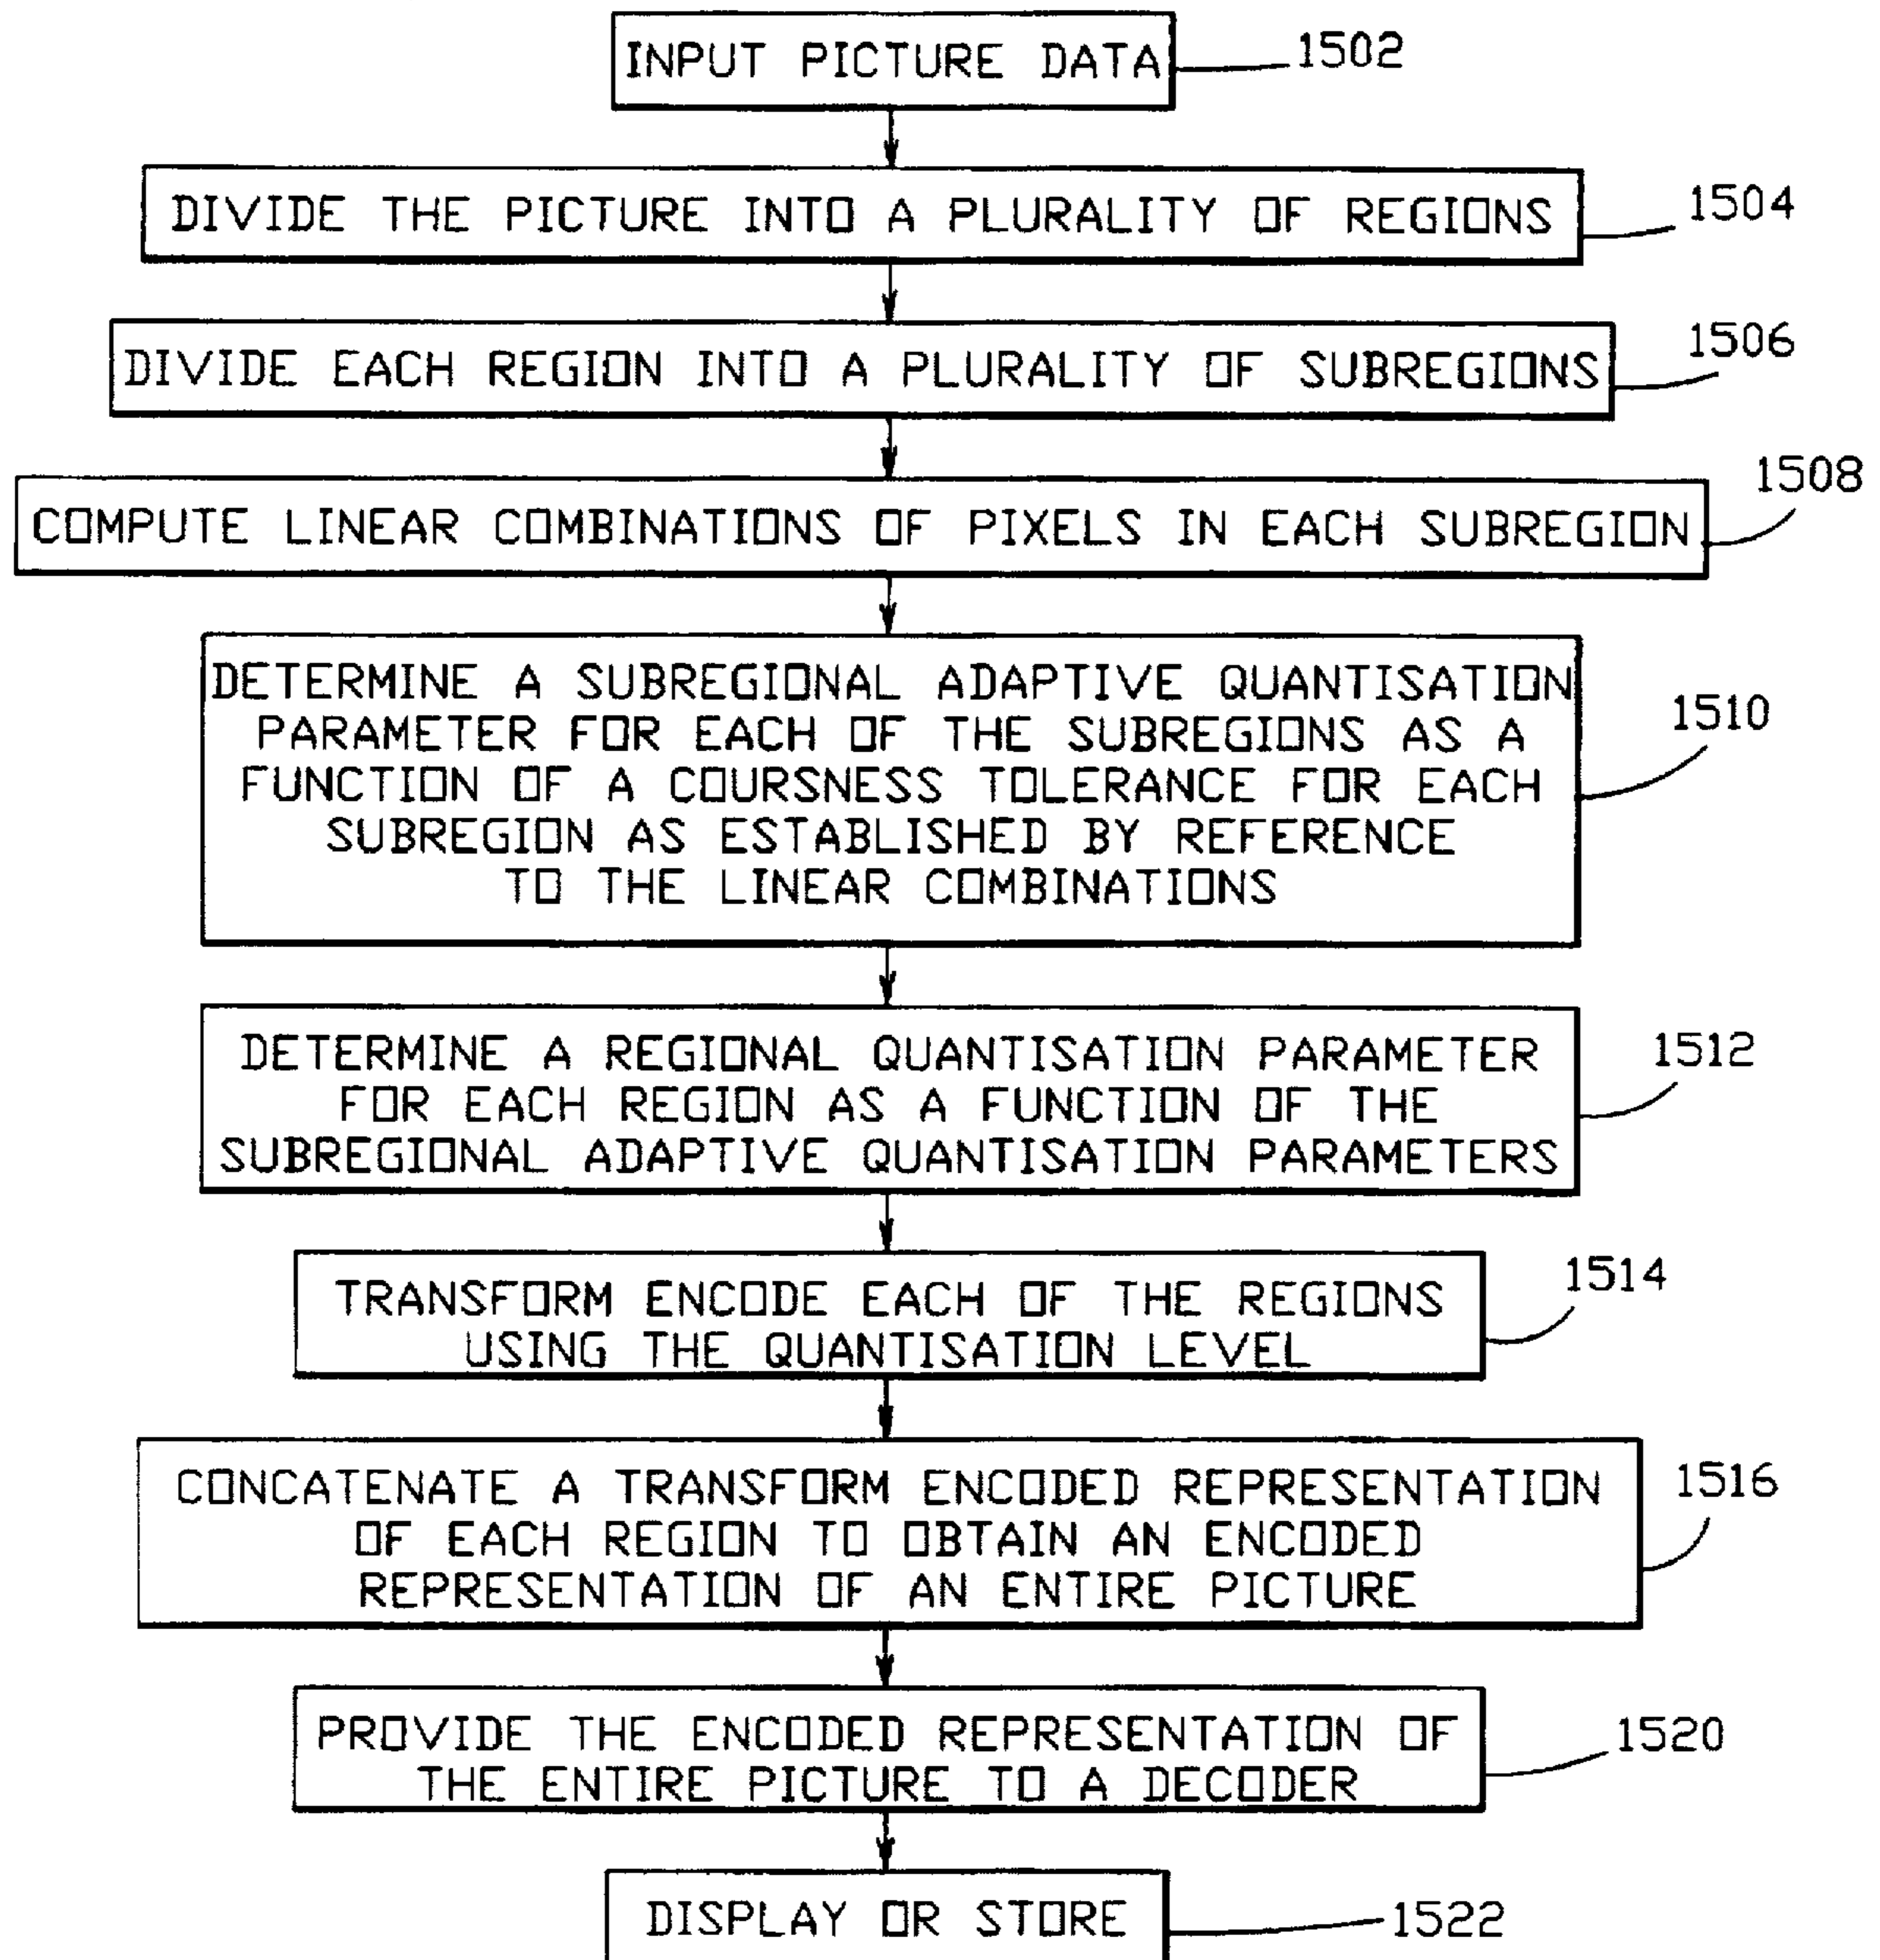 INPUT PICTURE DATA
1502
DIVIDE THE PICTURE INTO A PLURALITY OF REGIONS
1504
DIVIDE EACH REGION INTO A PLURALITY OF SUBREGIONS
1506
COMPUTE LINEAR COMBINATIONS OF PIXELS IN EACH SUBREGION
1508
DETERMINE A SUBREGIONAL ADAPTIVE QUANTISATION
PARAMETER FOR EACH OF THE SUBREGIONS AS A
FUNCTION OF A COURSNESS TOLERANCE FOR EACH
SUBREGION AS ESTABLISHED BY REFERENCE
TO THE LINEAR COMBINATIONS
1510
DETERMINE A REGIONAL QUANTISATION PARAMETER
FOR EACH REGION AS A FUNCTION OF THE
SUBREGIONAL ADAPTIVE QUANTISATION PARAMETERS
1512
TRANSFORM ENCODE EACH OF THE REGIONS
USING THE QUANTISATION LEVEL
1514
CONCATENATE A TRANSFORM ENCODED REPRESENTATION
OF EACH REGION TO OBTAIN AN ENCODED
REPRESENTATION OF AN ENTIRE PICTURE
1516
PROVIDE THE ENCODED REPRESENTATION OF
THE ENTIRE PICTURE TO A DECODER
1520
DISPLAY OR STORE
1522